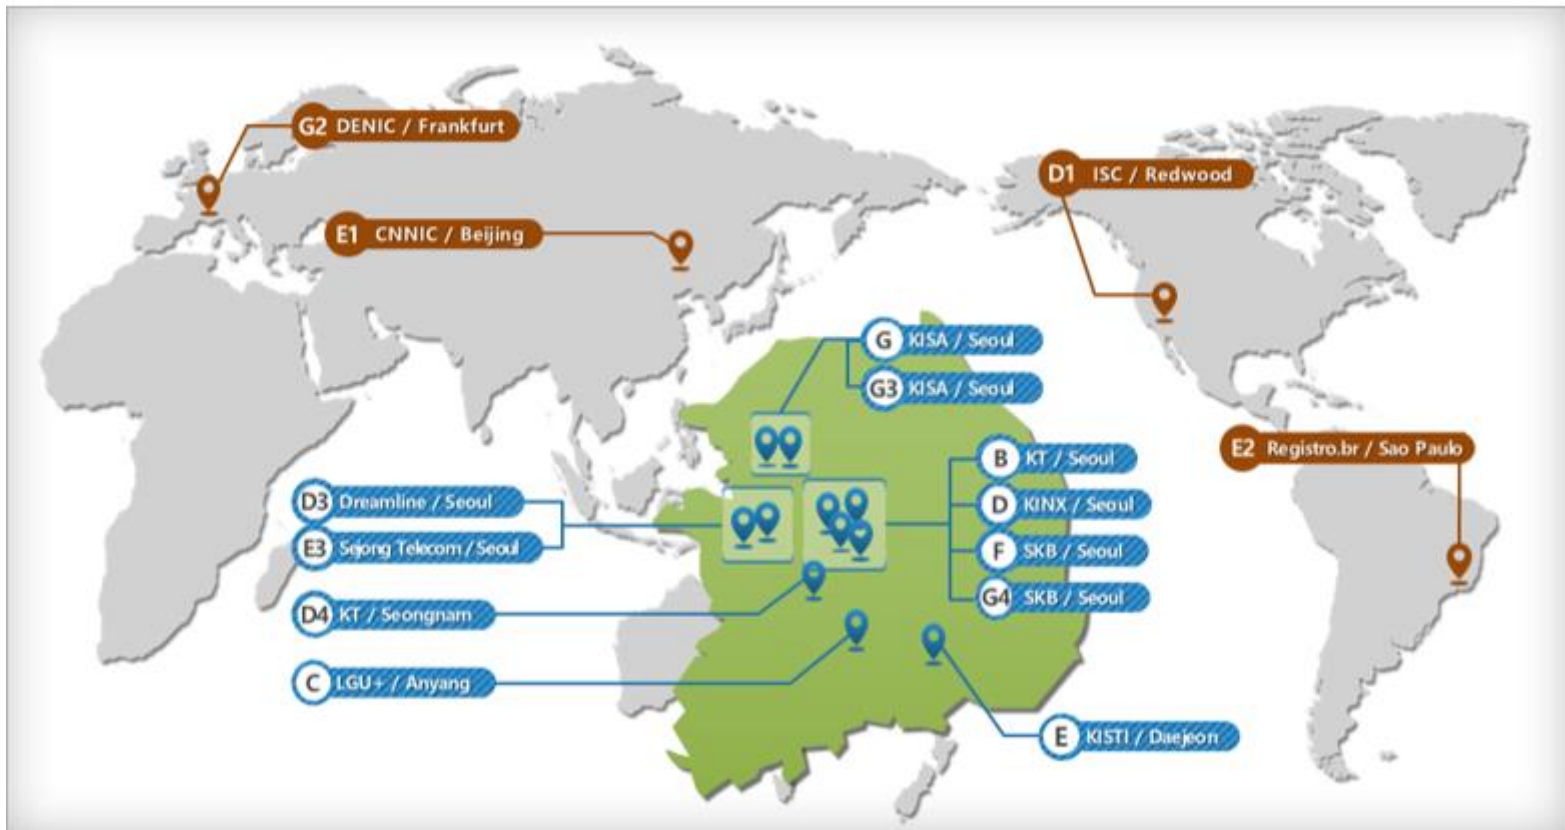 G2 DENIC / Frankfurt
D1 ISC / Redwood
E1 CNNIC / Beijing
G KISA / Seoul
G3 KISA / Seoul
E2 Registro.br / Sao Paulo
B KT / Seoul
D3 Dreamline / Seoul
D KINX / Seoul
E3 Sejong Telecom / Seoul
F SKB / Seoul
G4 SKB / Seoul
D4 KT / Seongnam
C LGU+ / Anyang
E KISTI / Daejeon